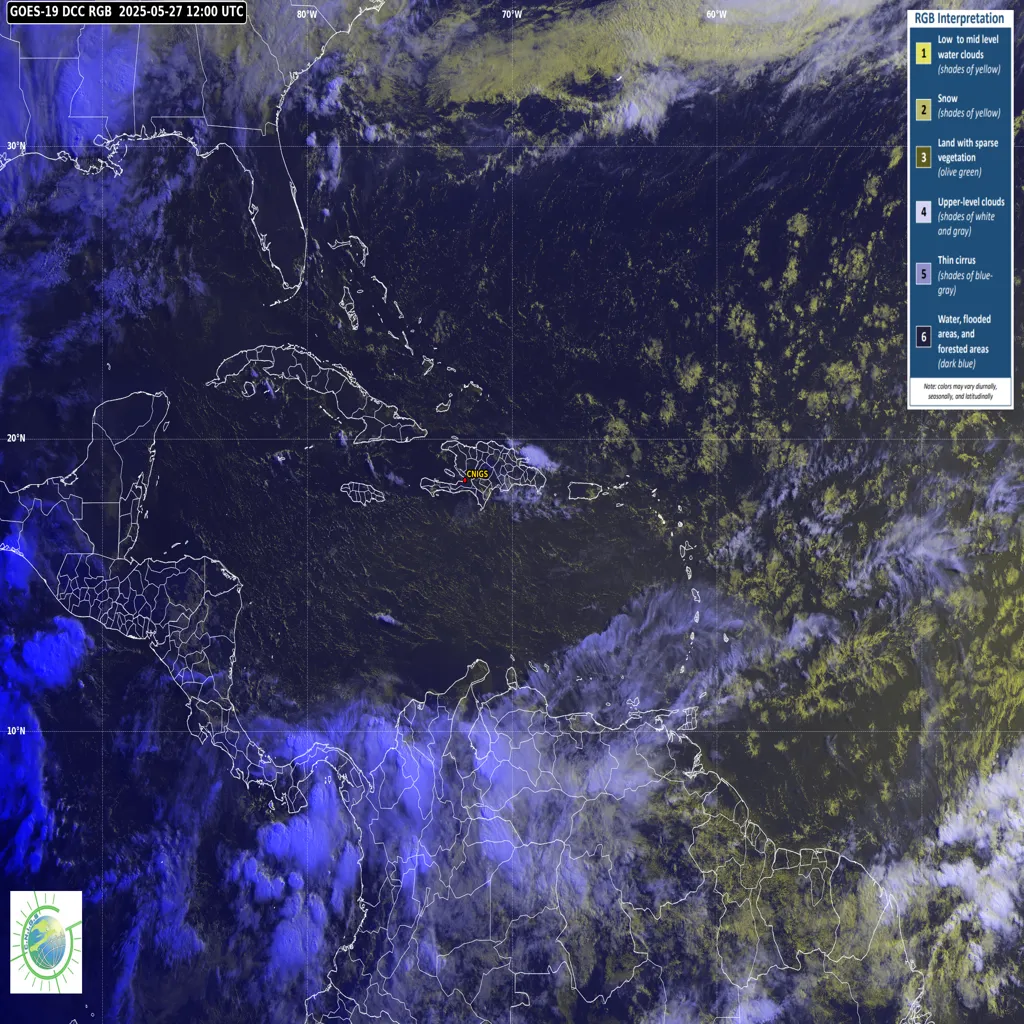 GOES-19 DCC RGB 2025-05-27 12:00 UTC
80°W
70°W
60°W
RGB Interpretation
1
Low to mid level
water clouds
(shades of yellow)
2
Snow
(shades of yellow)
3
Land with sparse
vegetation
(olive green)
4
Upper-level clouds
(shades of white
and gray)
5
Thin cirrus
(shades of blue-
gray)
6
Water, flooded
areas, and
forested areas
(dark blue)
Note: colors may vary diurnally,
seasonally, and latitudinally
30°N
20°N
CNIGS
10°N